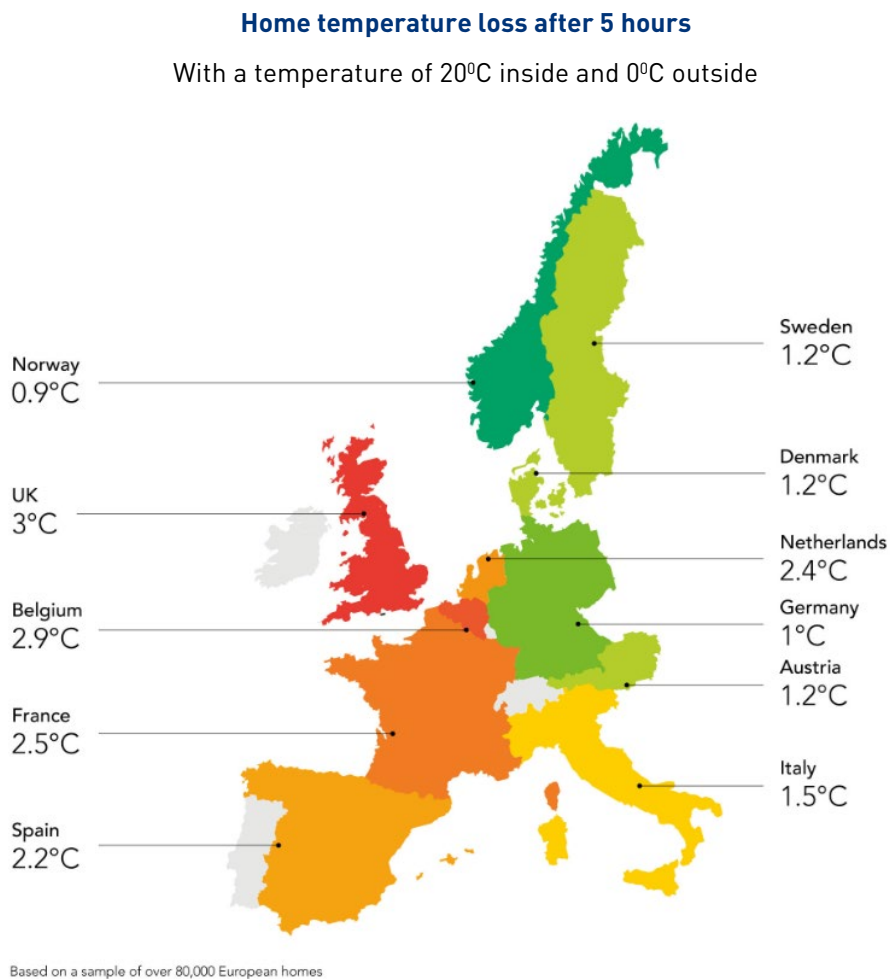 Home temperature loss after 5 hours
With a temperature of 20⁰C inside and 0⁰C outside
Norway
0.9°C
UK
3°C
Belgium
2.9°C
France
2.5°C
Spain
2.2°C
Sweden
1.2°C
Denmark
1.2°C
Netherlands
2.4°C
Germany
1°C
Austria
1.2°C
Italy
1.5°C
Based on a sample of over 80,000 European homes